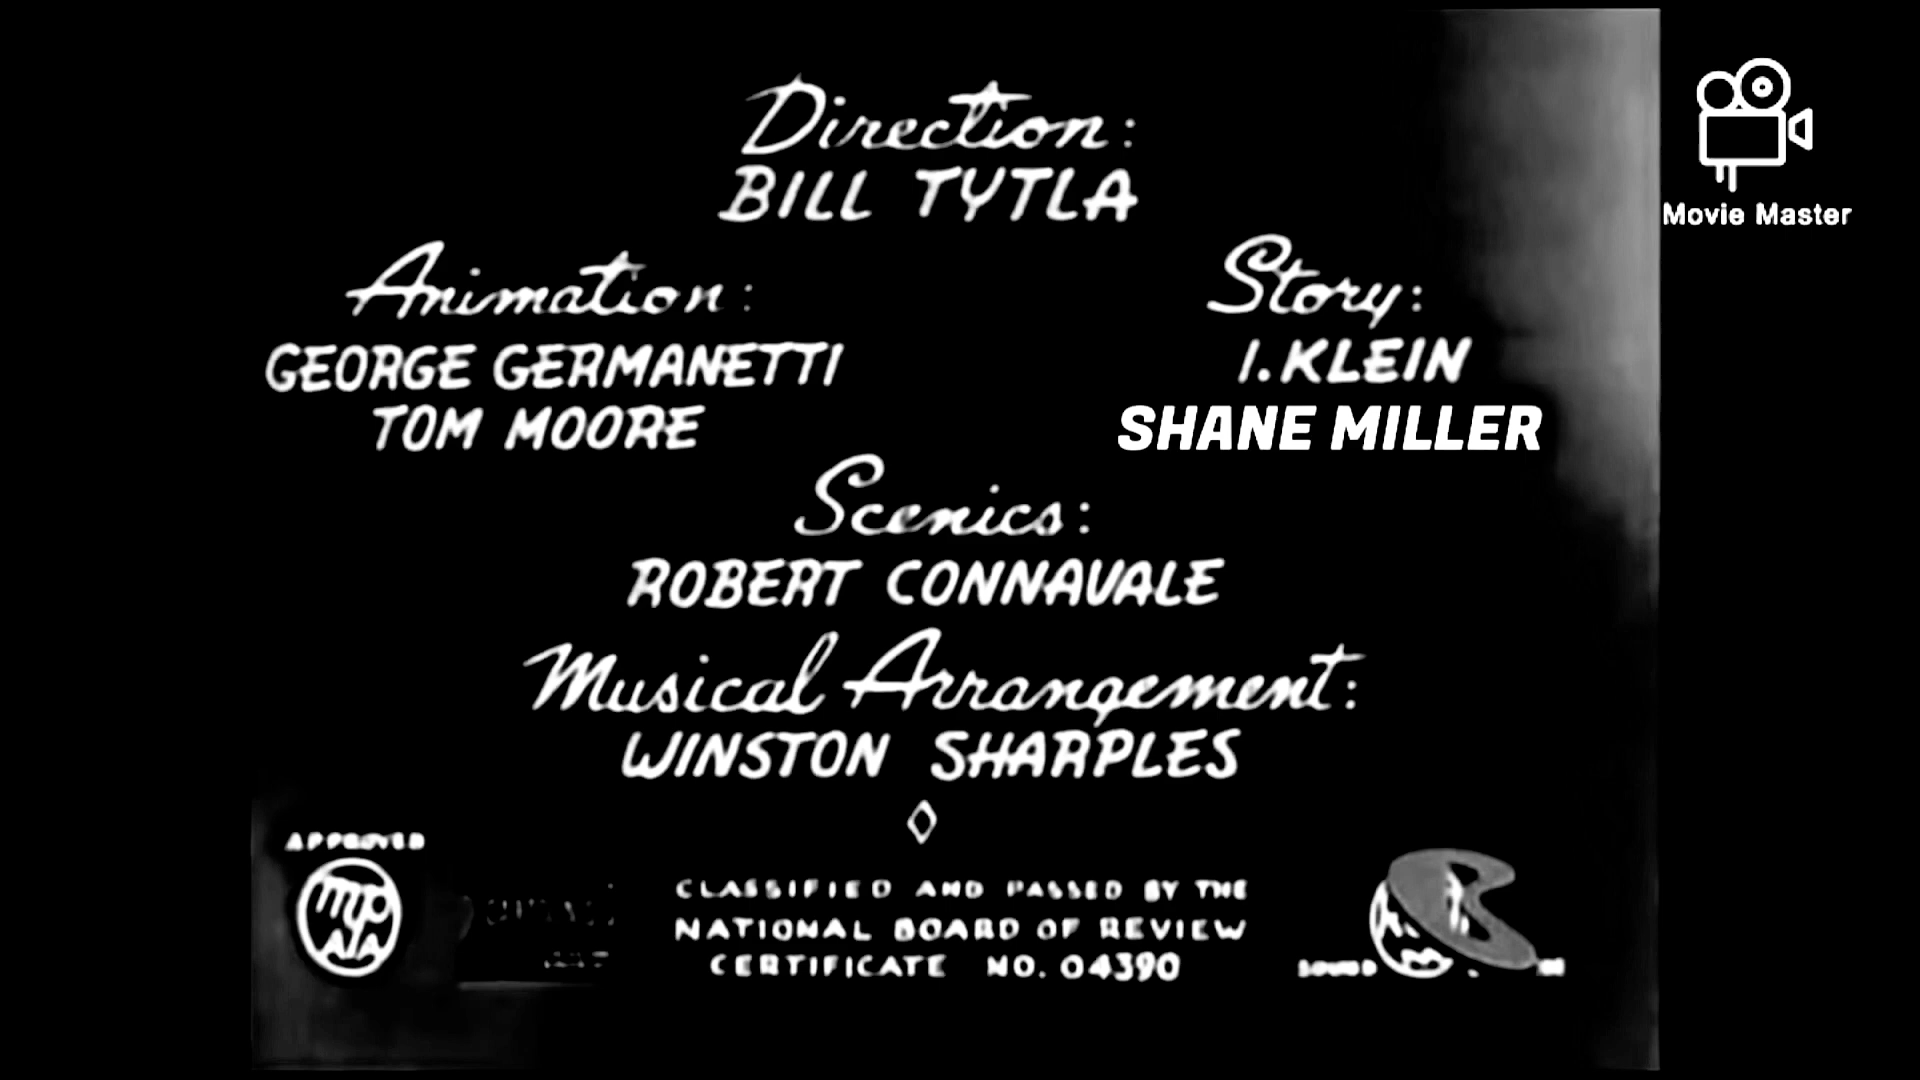 Direction:
BILL TYTLA
Movie Master
Animation:
Story:
GEORGE GERMANETTI
I. KLEIN
TOM MOORE
SHANE MILLER
Scenics:
ROBERT CONNAVALE
Musical Arrangement:
WINSTON SHARPLES
APPROVED
CLASSIFIED AND PASSED BY THE
NATIONAL BOARD OF REVIEW
CERTIFICATE NO. 04390
SOUND